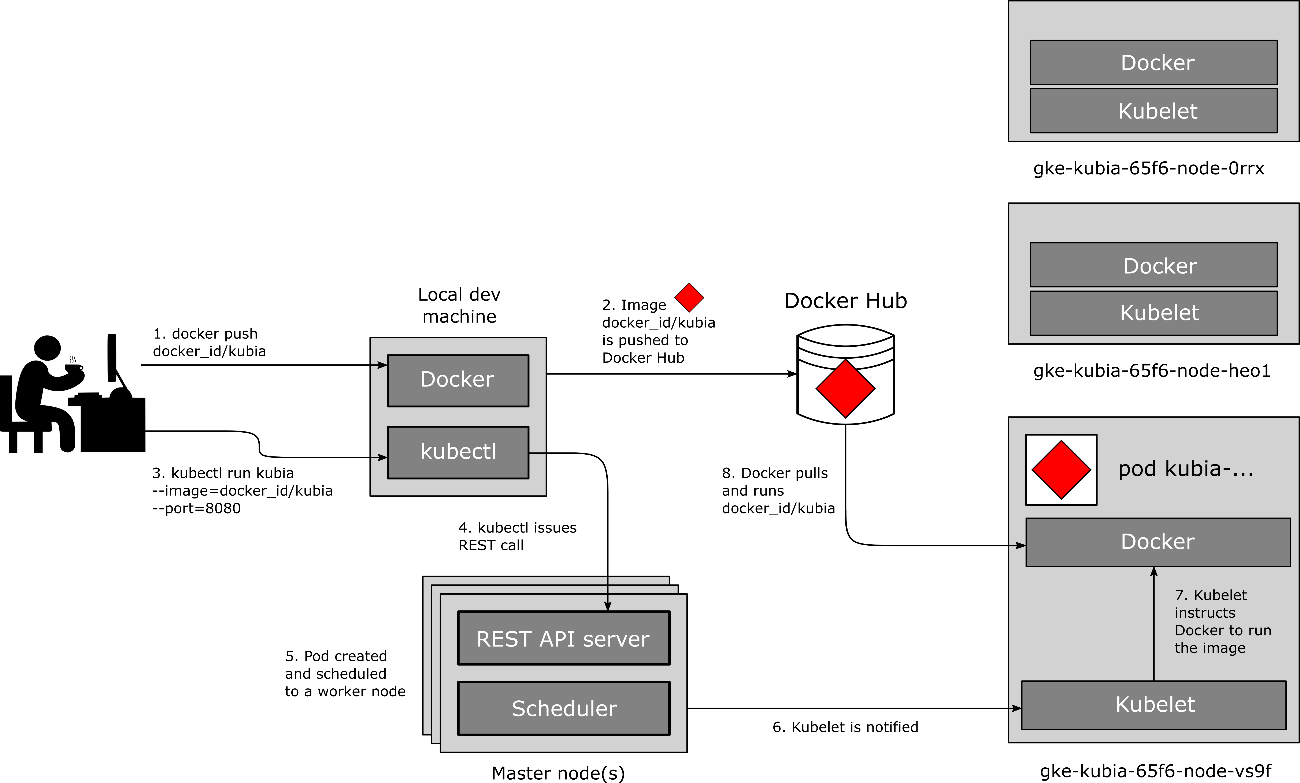 Docker
Kubelet
gke-kubia-65f6-node-0rrx
Docker
Kubelet
gke-kubia-65f6-node-heo1
Local dev
machine
1. docker push
docker_id/kubia
2. Image
docker_id/kubia
is pushed to
Docker Hub
Docker Hub
Docker
kubectl
3. kubectl run kubia
--image=docker_id/kubia
--port=8080
4. kubectl issues
REST call
8. Docker pulls
and runs
docker_id/kubia
pod kubia-...
Docker
7. Kubelet
instructs
Docker to run
the image
Kubelet
gke-kubia-65f6-node-vs9f
5. Pod created
and scheduled
to a worker node
REST API server
Scheduler
6. Kubelet is notified
Master node(s)